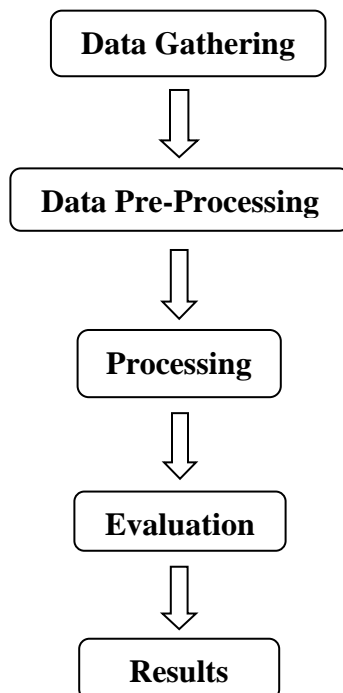 Data Gathering
Data Pre-Processing
Processing
Evaluation
Results